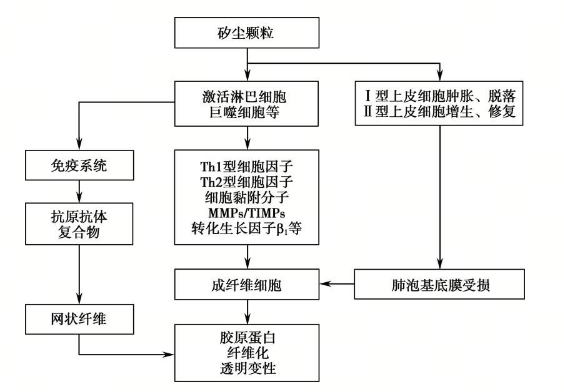 矽尘颗粒
激活淋巴细胞
巨噬细胞等
Ⅰ型上皮细胞肿胀、脱落
Ⅱ型上皮细胞增生、修复
免疫系统
Th1型细胞因子
Th2型细胞因子
细胞黏附分子
MMPs/TIMPs
转化生长因子β₁等
抗原抗体
复合物
成纤维细胞
肺泡基底膜受损
网状纤维
胶原蛋白
纤维化
透明变性